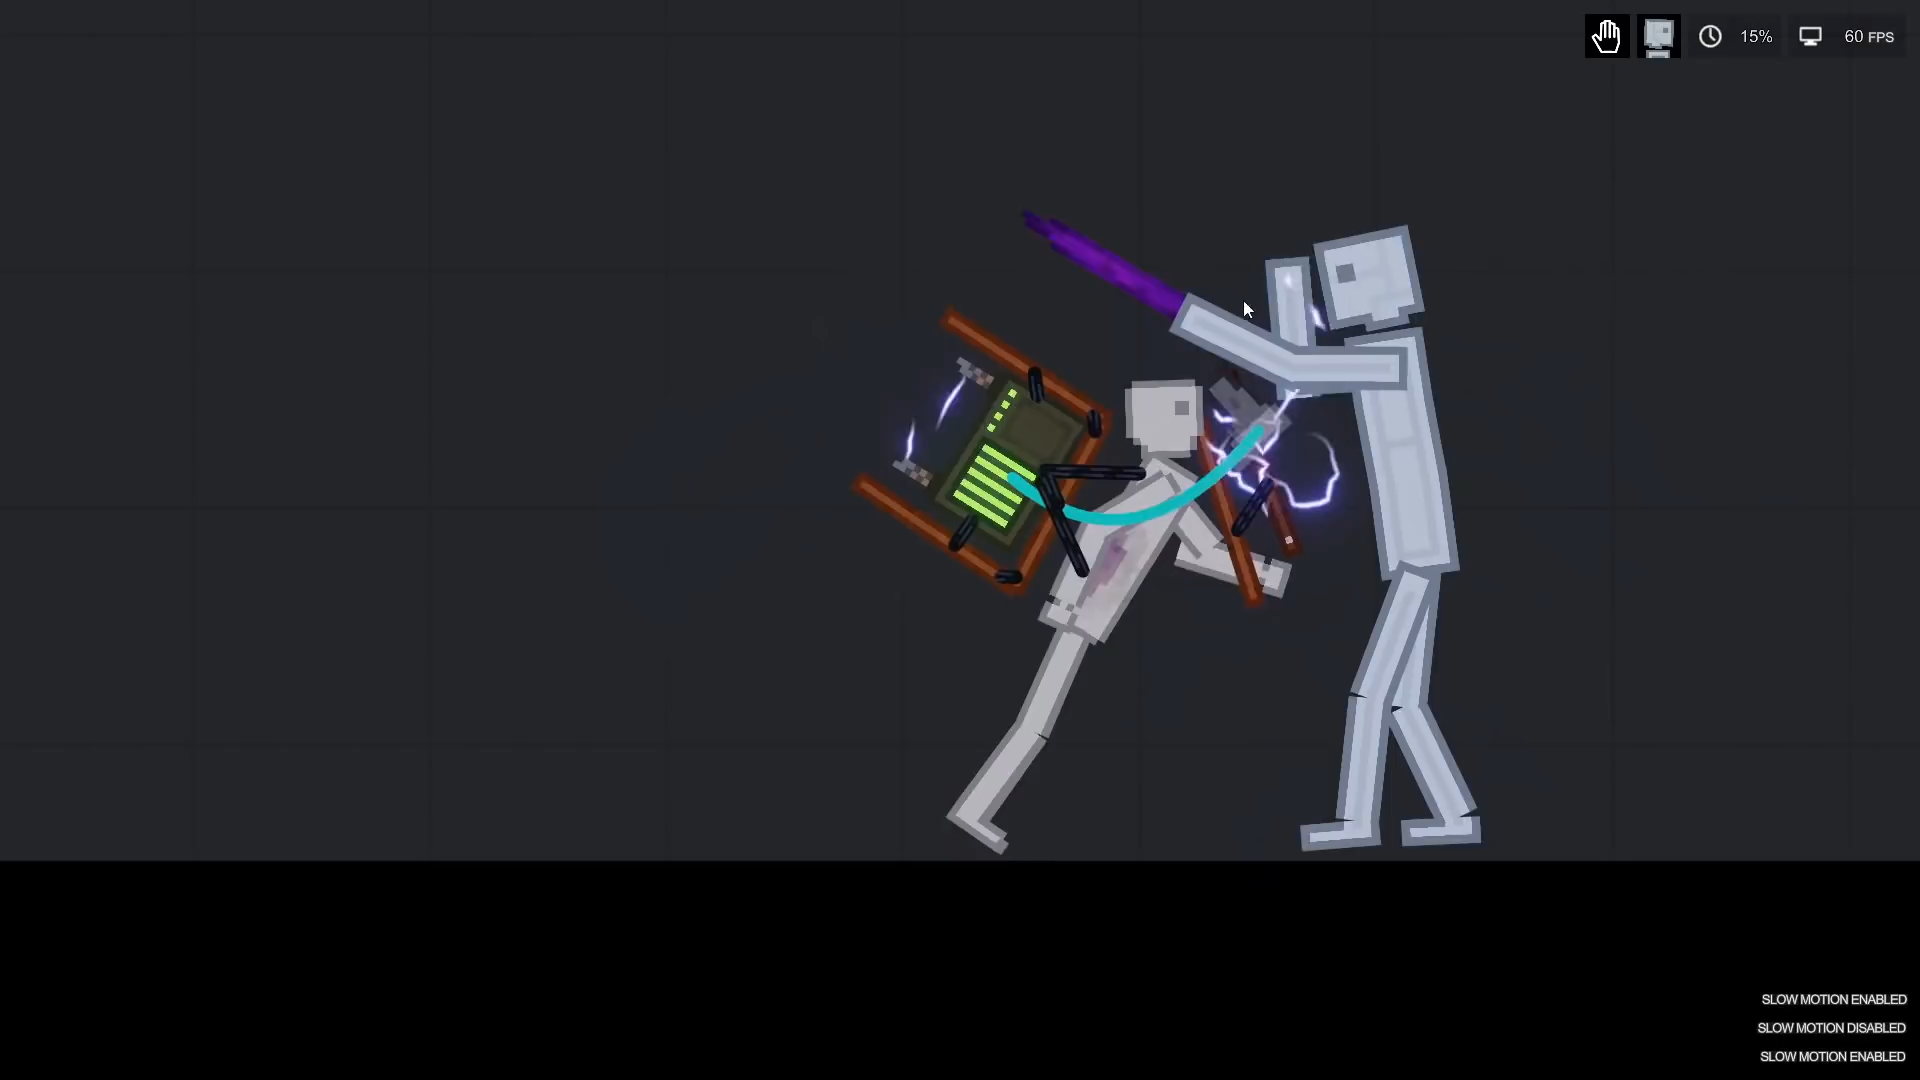 15%
60 FPS
SLOW MOTION ENABLED
SLOW MOTION DISABLED
SLOW MOTION ENABLED